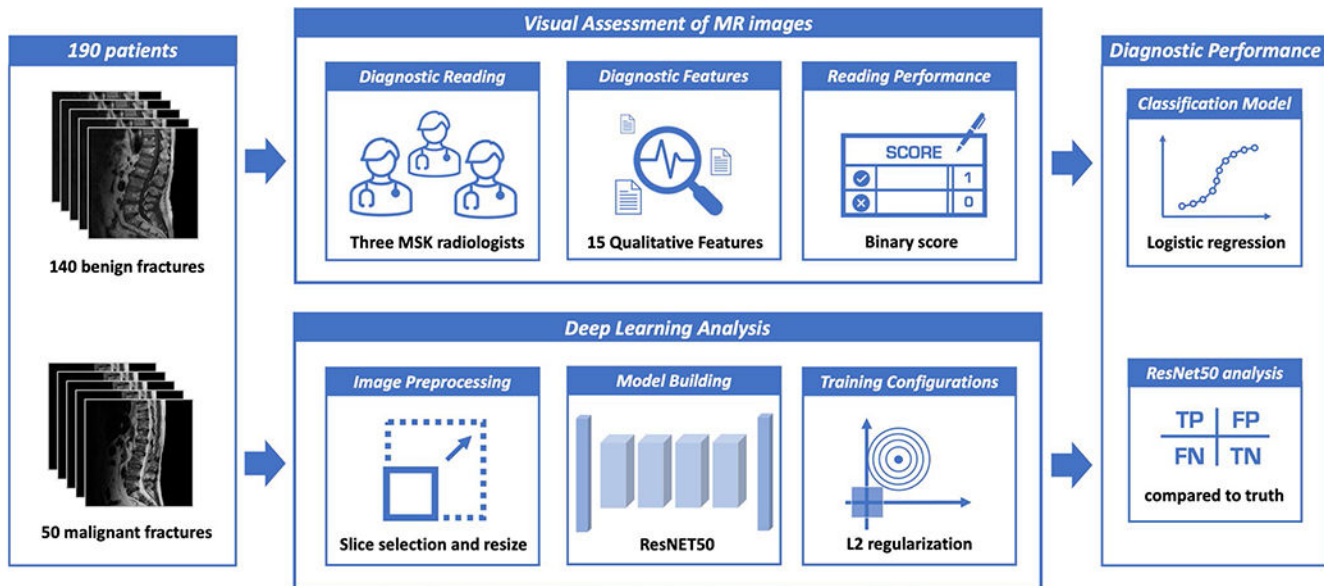 190 patients
140 benign fractures
50 malignant fractures
Visual Assessment of MR images
Diagnostic Reading
Three MSK radiologists
Diagnostic Features
15 Qualitative Features
Reading Performance
SCORE
1
0
Binary score
Deep Learning Analysis
Image Preprocessing
Slice selection and resize
Model Building
ResNET50
Training Configurations
L2 regularization
Diagnostic Performance
Classification Model
Logistic regression
ResNet50 analysis
TP FP
FN TN
compared to truth